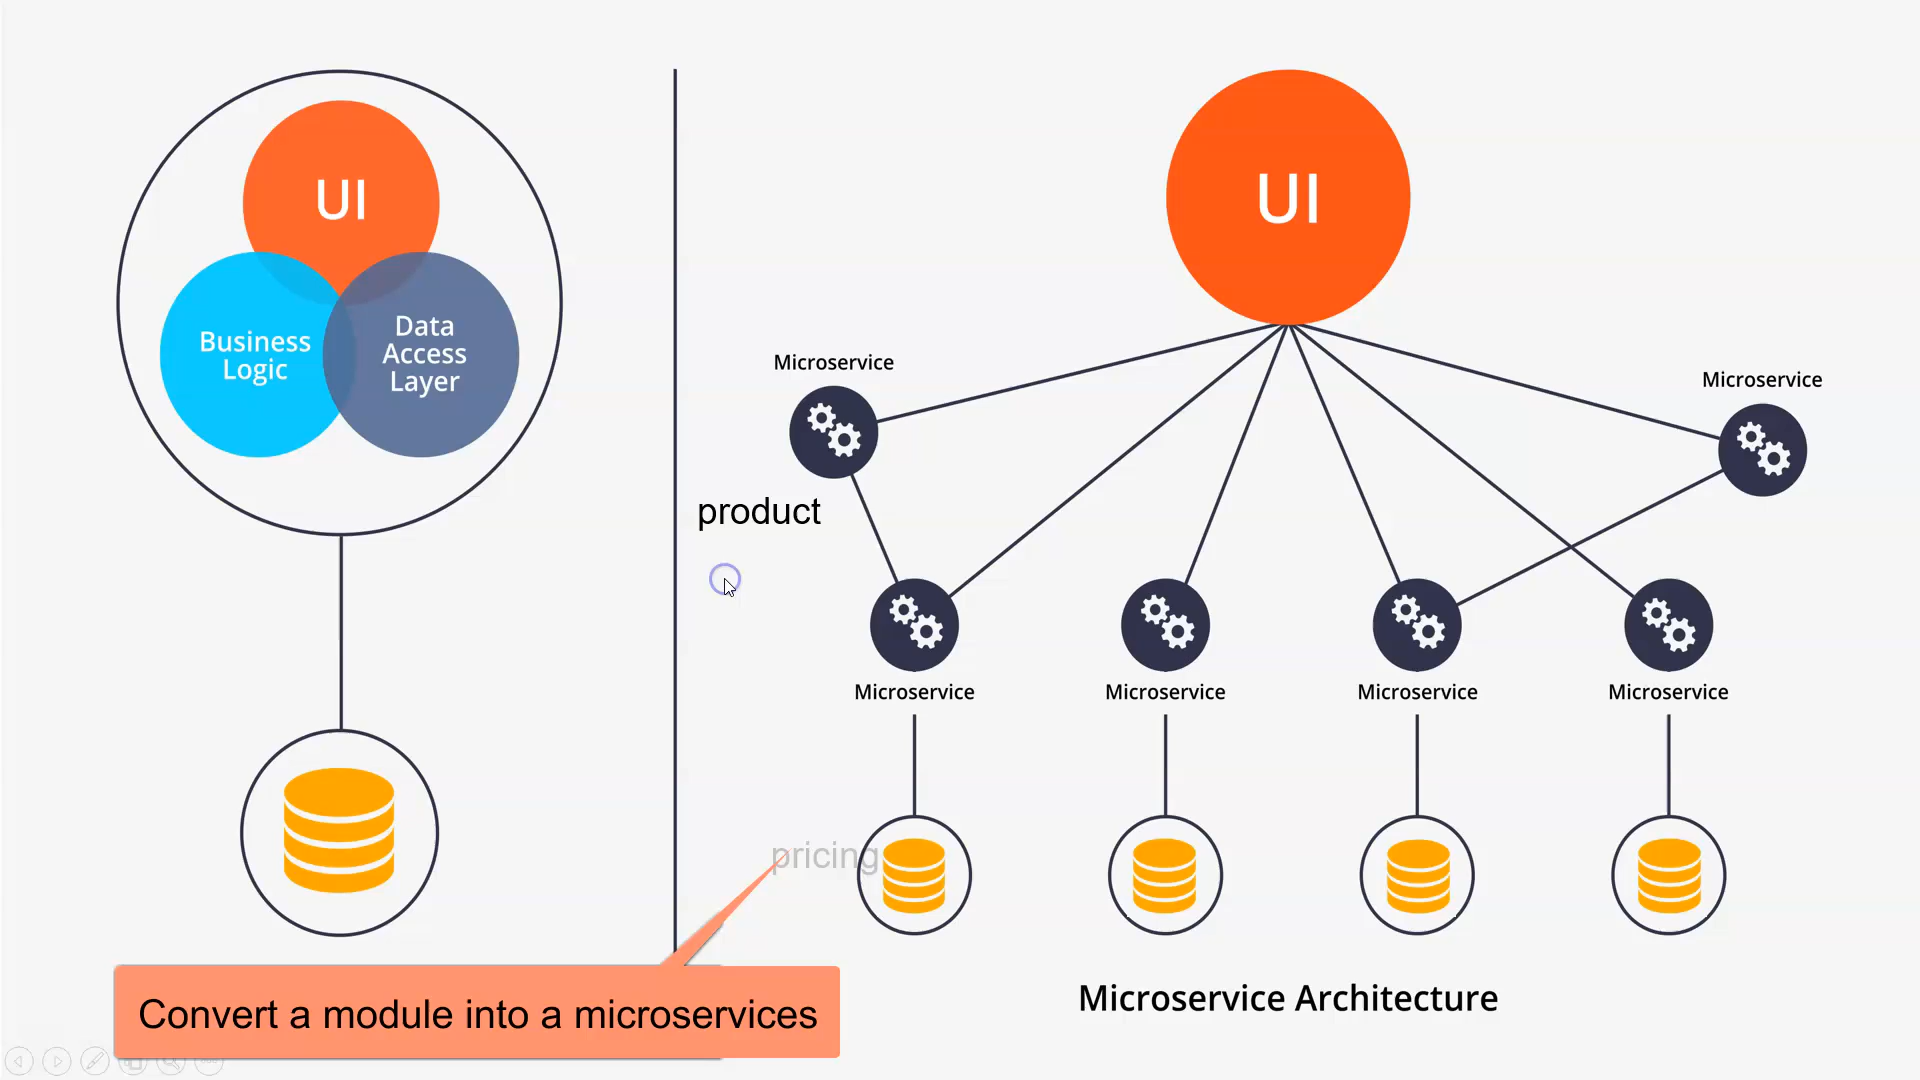 UI
Business
Logic
Data
Access
Layer
UI
Microservice
Microservice
product
Microservice
Microservice
Microservice
Microservice
pricing
Convert a module into a microservices
Microservice Architecture